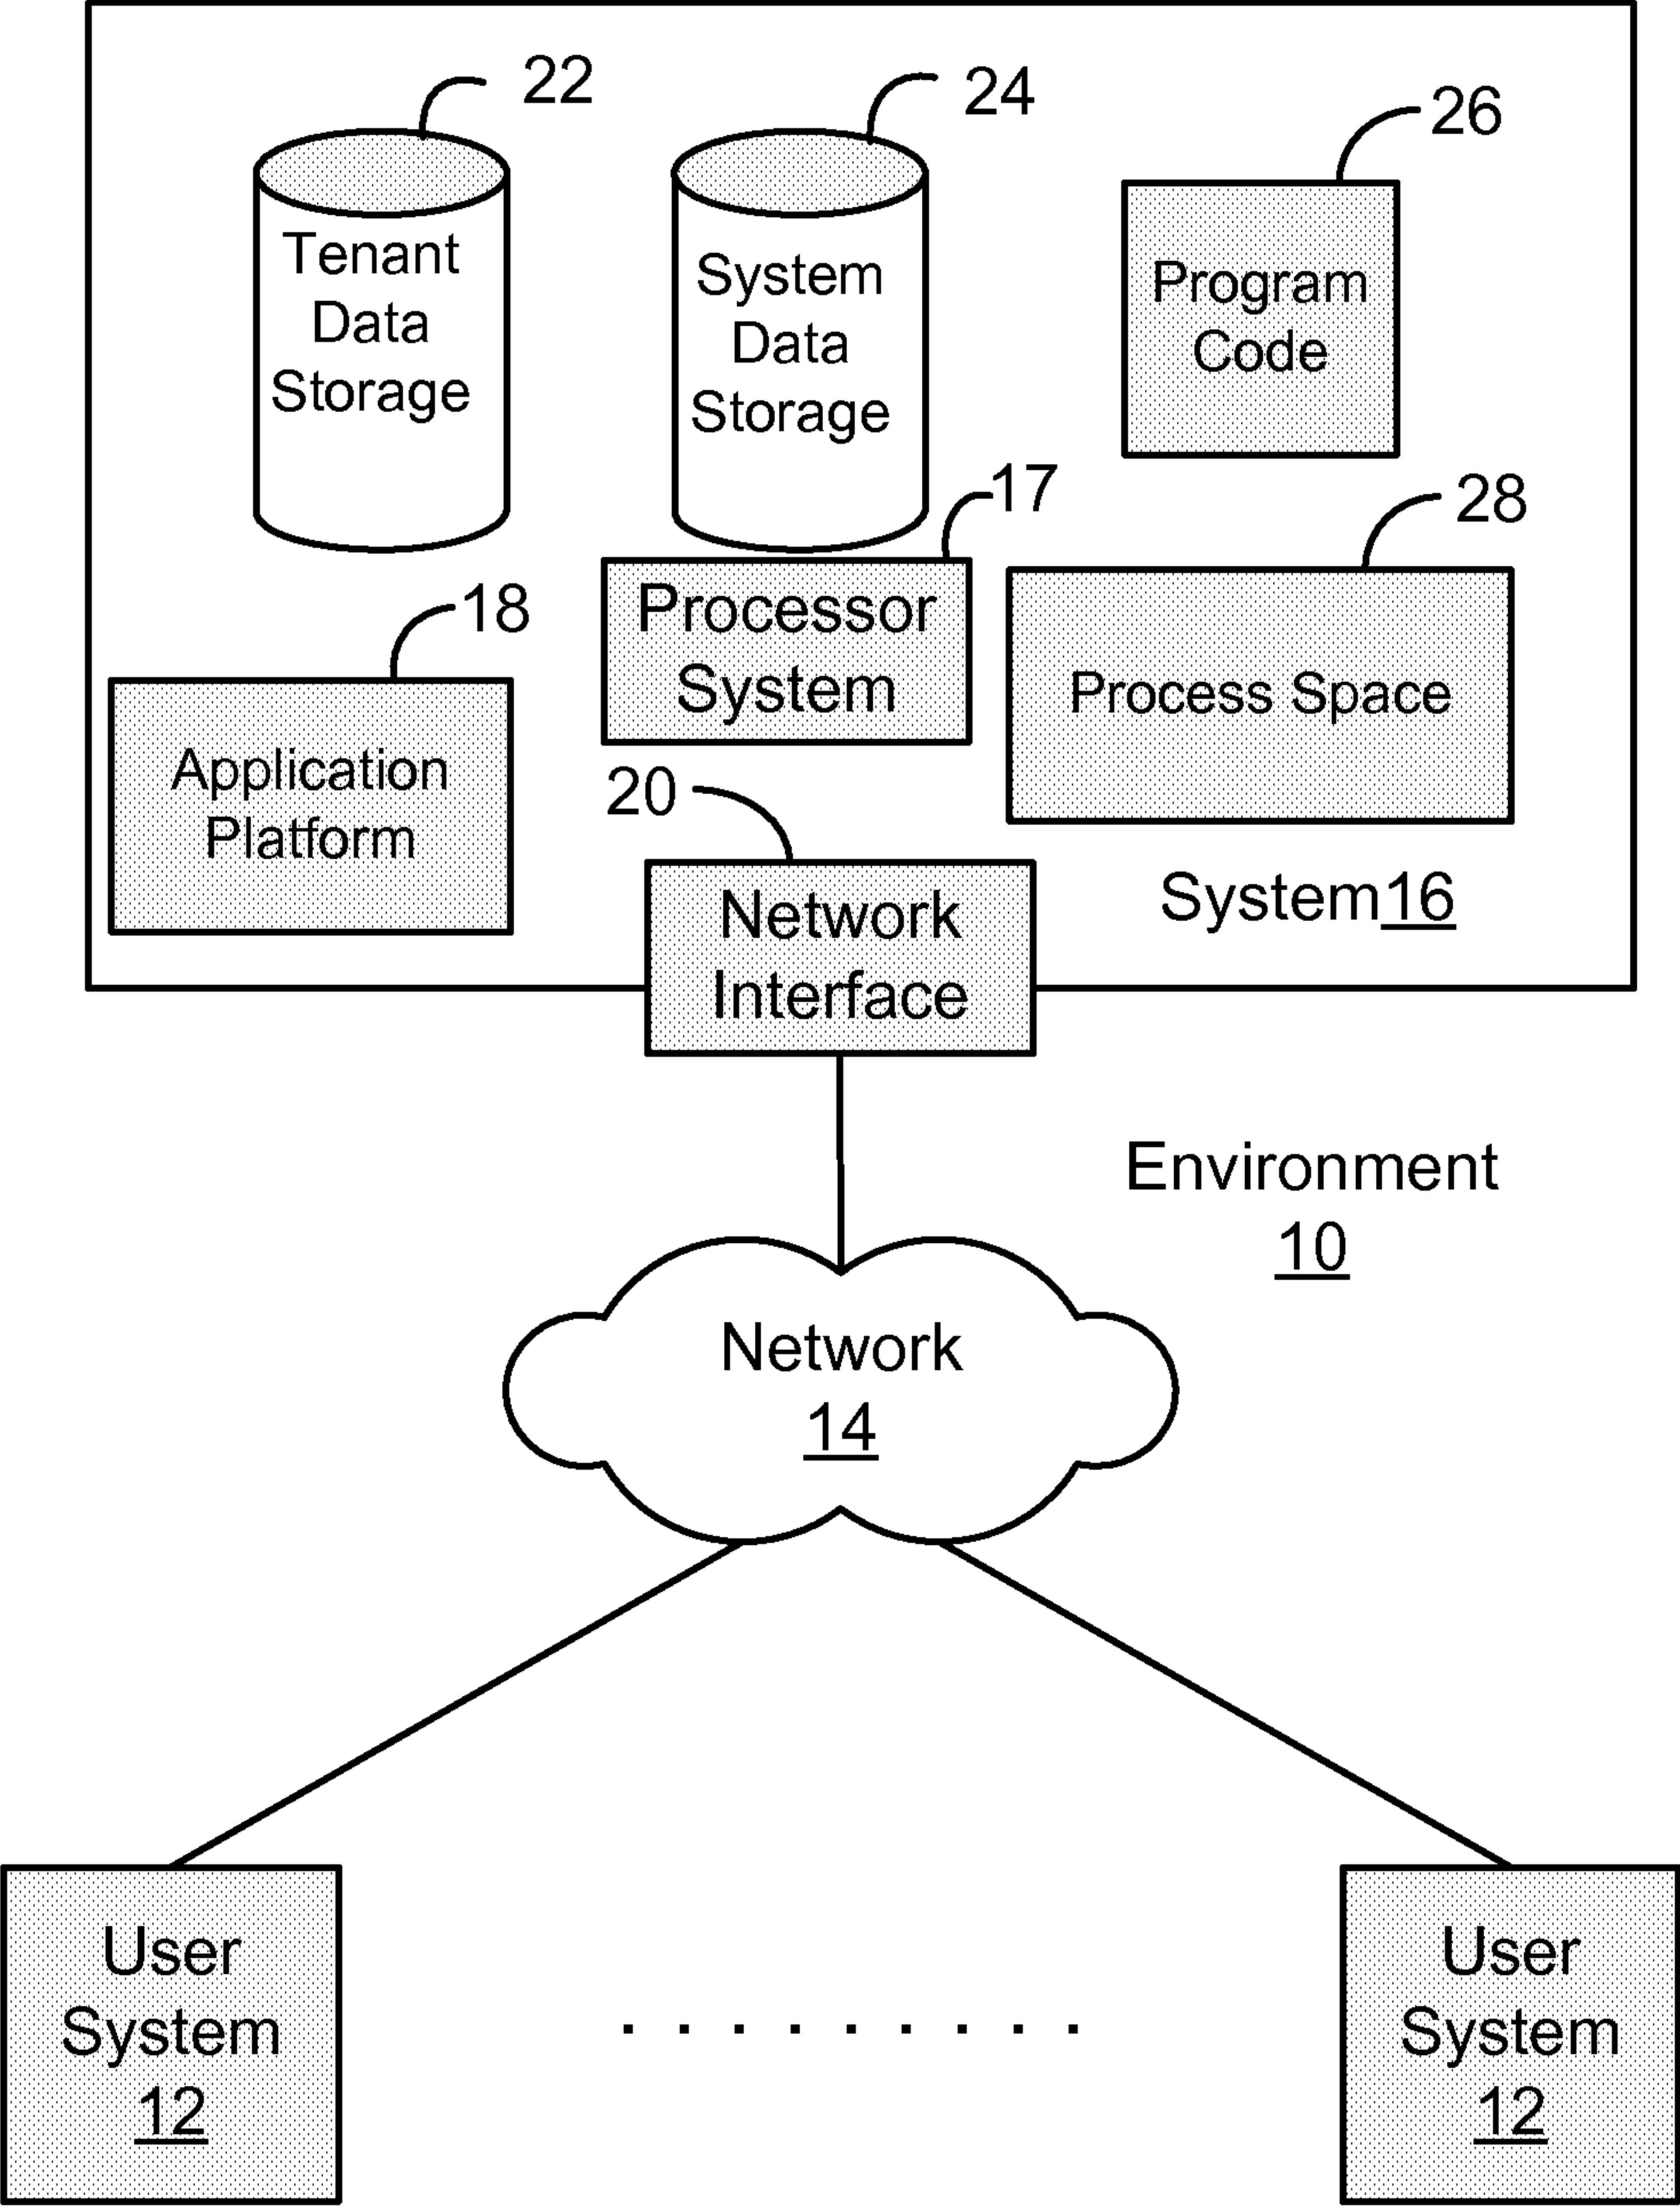 22
24
26
Tenant
Data
Storage
System
Data
Storage
Program
Code
17
28
18
Processor
System
Process Space
Application
Platform
20
System16
Network
Interface
Environment
10
Network
14
User
System
12
. . . . . . . . .
User
System
12